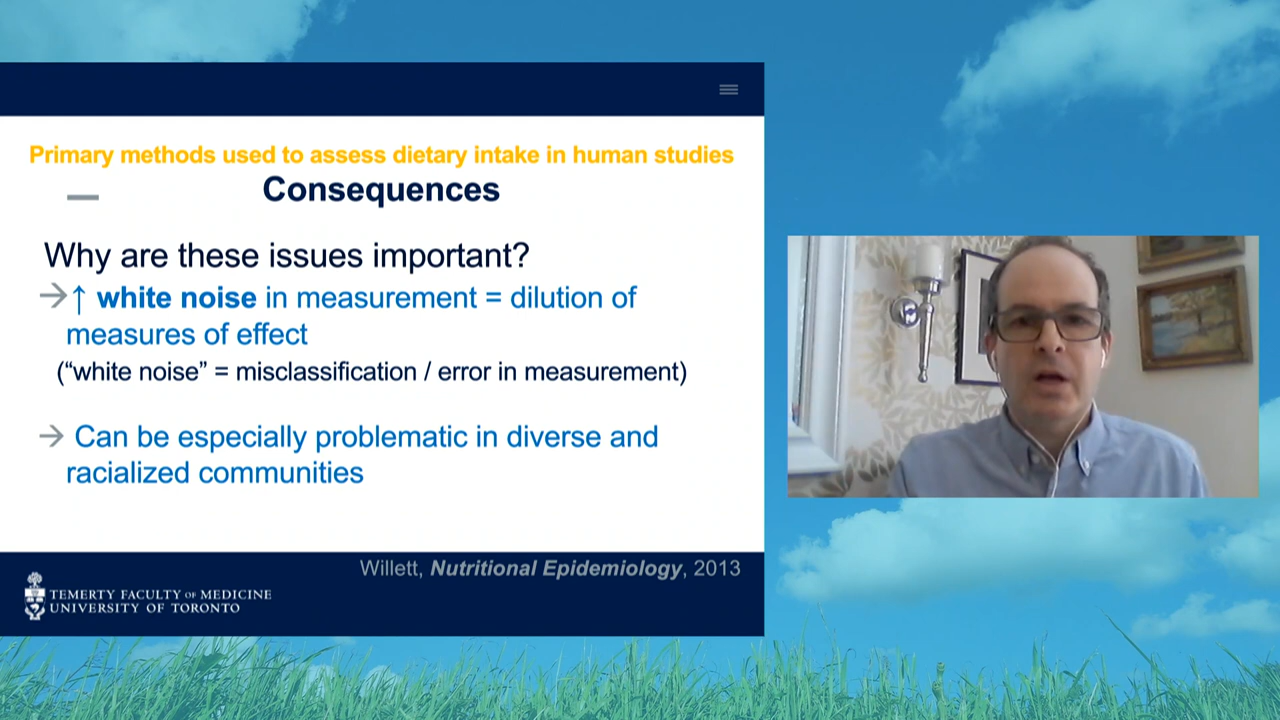 Primary methods used to assess dietary intake in human studies
Consequences
Why are these issues important?
→↑ white noise in measurement = dilution of
measures of effect
(“white noise” = misclassification / error in measurement)
→ Can be especially problematic in diverse and
racialized communities
Willett, Nutritional Epidemiology, 2013
TEMERTY FACULTY OF MEDICINE
UNIVERSITY OF TORONTO